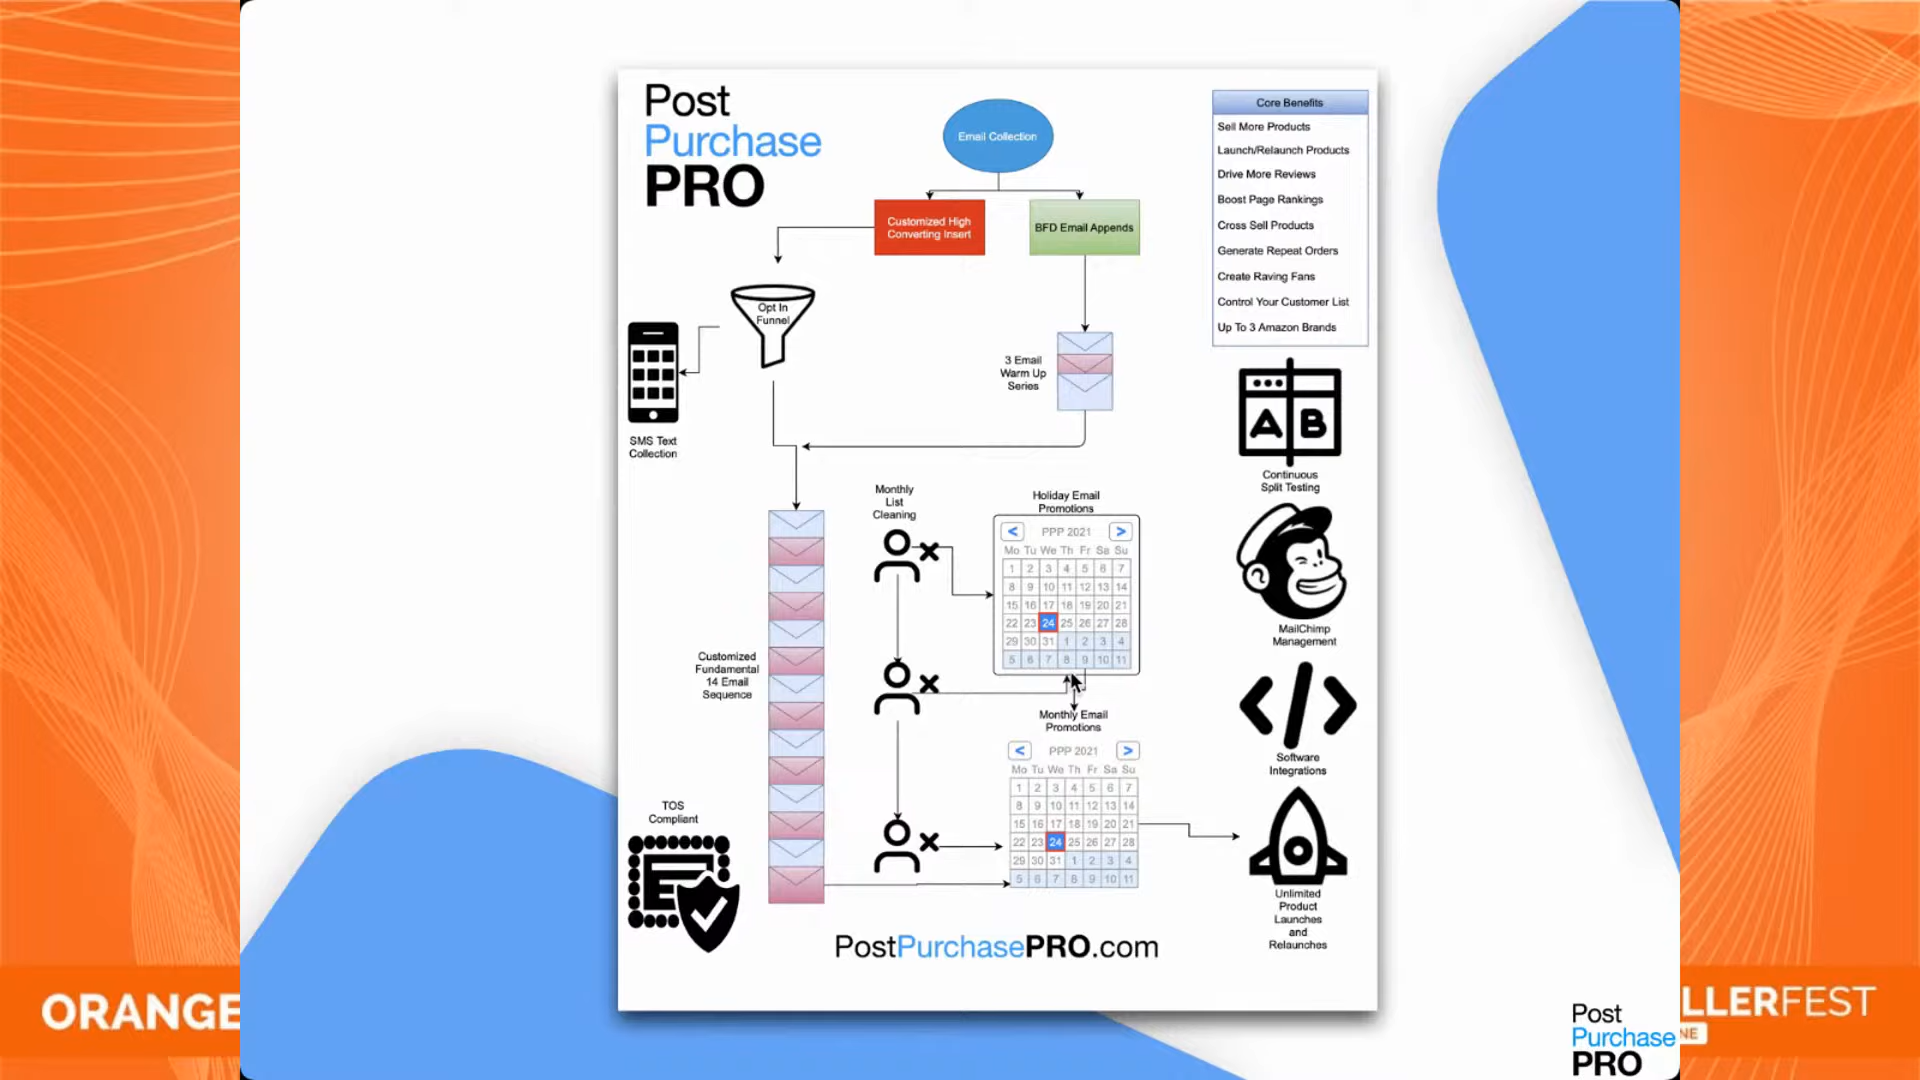 Post
Purchase
PRO
Email Collection
Customized High
Converting Insert
BFD Email Appends
Core Benefits
Sell More Products
Launch/Relaunch Products
Drive More Reviews
Boost Page Rankings
Cross Sell Products
Generate Repeat Orders
Create Raving Fans
Control Your Customer List
Up To 3 Amazon Brands
Opt In
Funnel
SMS Text
Collection
3 Email
Warm Up
Series
A B
Continuous
Split Testing
Monthly
List
Cleaning
Holiday Email
Promotions
< PPP 2021 >
Mo Tu We Th Fr Sa Su
1 2 3 4 5 6 7
8 9 10 11 12 13 14
15 16 17 18 19 20 21
22 23 24 25 26 27 28
29 30 31 1 2 3 4
5 6 7 8 9 10 11
MailChimp
Management
Customized
Fundamental
14 Email
Sequence
Monthly Email
Promotions
< PPP 2021 >
Mo Tu We Th Fr Sa Su
1 2 3 4 5 6 7
8 9 10 11 12 13 14
15 16 17 18 19 20 21
22 23 24 25 26 27 28
29 30 31 1 2 3 4
5 6 7 8 9 10 11
</>
Software
Integrations
TOS
Compliant
Unlimited
Product
Launches
and
Relaunches
PostPurchasePRO.com
ORANGE
LLERFEST
NE
Post
Purchase
PRO